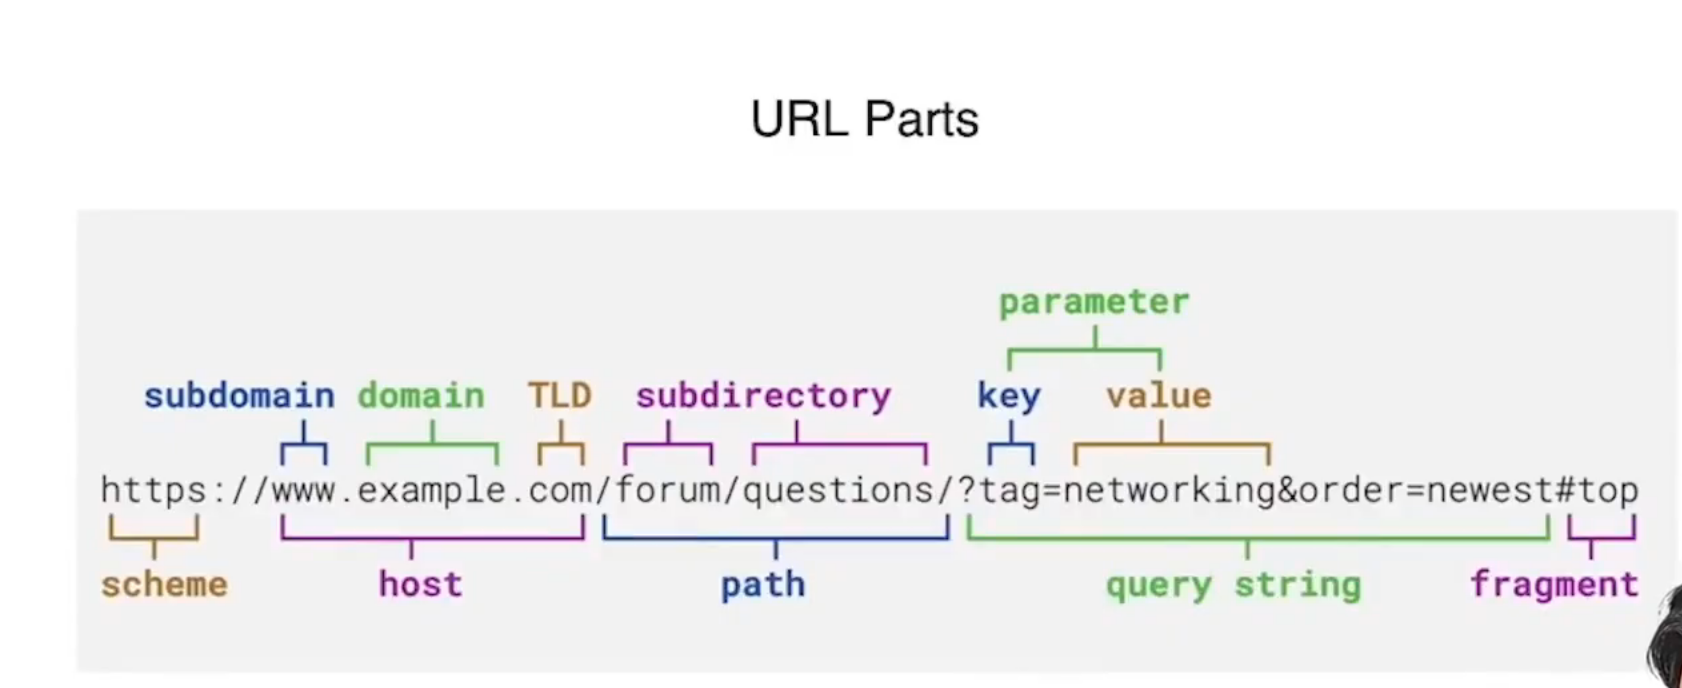 URL Parts
parameter
subdomain domain TLD subdirectory key value
https://www.example.com/forum/questions/?tag=networking&order=newest#top
scheme host path query string fragment